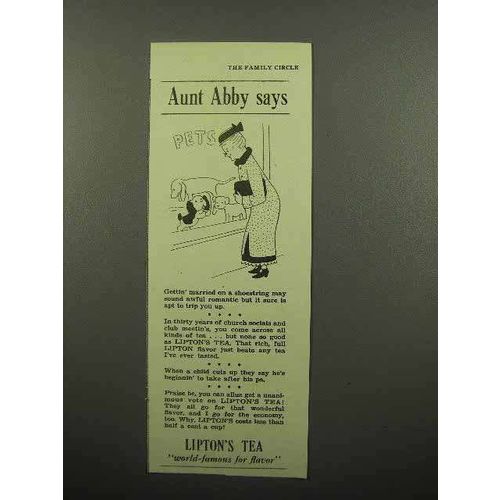 THE FAMILY CIRCLE
Aunt Abby says
PETS
Gettin' married on a shoestring may
sound awful romantic but it sure is
apt to trip you up.
* * * *
In thirty years of church socials and
club meetin's, you come across all
kinds of tea . . . but none so good
as LIPTON'S TEA. That rich, full
LIPTON flavor just beats any tea
I've ever tasted.
* * * *
When a child cuts up they say he's
beginnin' to take after his pa.
* * * *
Praise be, you can allus get a unani-
mous vote on LIPTON'S TEA!
They all go for that wonderful
flavor, and I go for the economy,
too. Why, LIPTON'S costs less than
half a cent a cup!
LIPTON'S TEA
"world-famous for flavor"